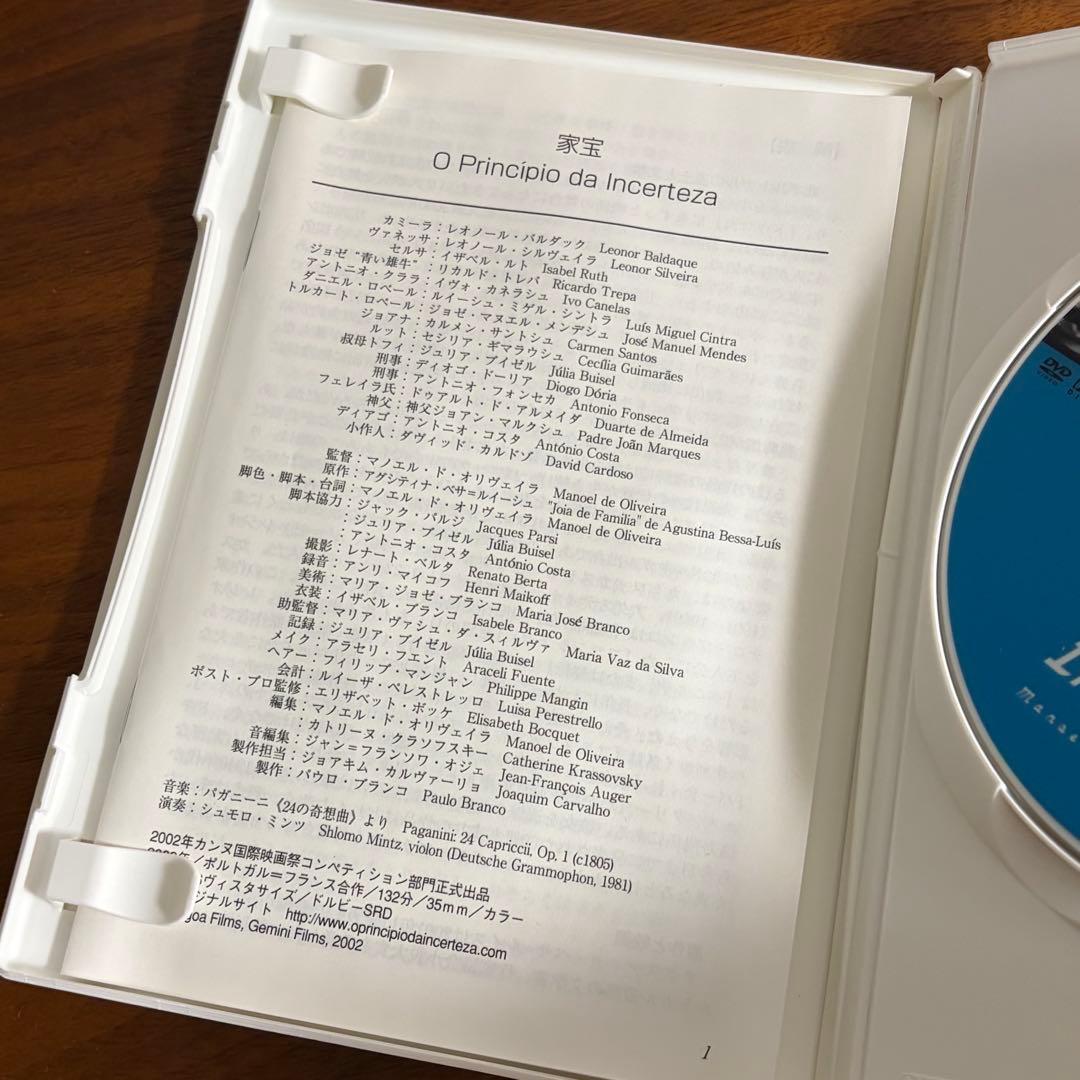 家宝
O Princípio da Incerteza
カミーラ：レオノール・バルダック Leonor Baldaque
ヴァネッサ：レオノール・シルヴェイラ Leonor Silveira
セルサ：イザベル・ルト Isabel Ruth
ジョゼ“青い雄牛”：リカルド・トレパ Ricardo Trepa
アントニオ・クララ：イヴォ・カネラシュ Ivo Canelas
ダニエル・ロペール：ルイーシュ・ミゲル・シントラ Luís Miguel Cintra
トルカート・ロペール：ジョゼ・マヌエル・メンデシュ José Manuel Mendes
ジョアナ：カルメン・サントシュ Carmen Santos
ルット：セシリア・ギマラウシュ Cecília Guimarães
叔母トフィ：ジュリア・ブイゼル Júlia Buisel
刑事：ディオゴ・ドーリア Diogo Dória
刑事：アントニオ・フォンセカ Antonio Fonseca
フェレイラ氏：ドゥアルト・ド・アルメイダ Duarte de Almeida
神父：神父ジョアン・マルクシュ Padre Joãn Marques
ディアゴ：アントニオ・コスタ António Costa
小作人：ダヴィッド・カルドゾ David Cardoso
監督：マノエル・ド・オリヴェイラ Manoel de Oliveira
原作：アグシティナ・ベサ＝ルイーシュ "Joia de Familia" de Agustina Bessa-Luís
脚色・脚本・台詞：マノエル・ド・オリヴェイラ Manoel de Oliveira
脚本協力：ジャック・パルジ Jacques Parsi
：ジュリア・ブイゼル Júlia Buisel
：アントニオ・コスタ António Costa
撮影：レナート・ベルタ Renato Berta
録音：アンリ・マイコフ Henri Maikoff
美術：マリア・ジョゼ・ブランコ Maria José Branco
衣装：イザベル・ブランコ Isabele Branco
助監督：マリア・ヴァシュ・ダ・スィルヴァ Maria Vaz da Silva
記録：ジュリア・ブイゼル Júlia Buisel
メイク：アラセリ・フエント Araceli Fuente
ヘアー：フィリップ・マンジャン Philippe Mangin
会計：ルイーザ・ペレストレッロ Luisa Perestrello
ポスト・プロ監修：エリザベット・ボッケ Elisabeth Bocquet
編集：マノエル・ド・オリヴェイラ Manoel de Oliveira
：カトリーヌ・クラソフスキー Catherine Krassovsky
音編集：ジャン＝フランソワ・オジェ Jean-François Auger
製作担当：ジョアキム・カルヴァーリョ Joaquim Carvalho
製作：パウロ・ブランコ Paulo Branco
音楽：パガニーニ《24の奇想曲》より Paganini: 24 Capriccii, Op. 1 (c1805)
演奏：シュモロ・ミンツ Shlomo Mintz, violon (Deutsche Grammophon, 1981)
2002年カンヌ国際映画祭コンペティション部門正式出品
年／ポルトガル＝フランス合作／132分／35mm／カラー
ヴィスタサイズ／ドルビーSRD
ジナルサイト http://www.oprincipiodaincerteza.com
goa Films, Gemini Films, 2002
1
DVD
VIDEO